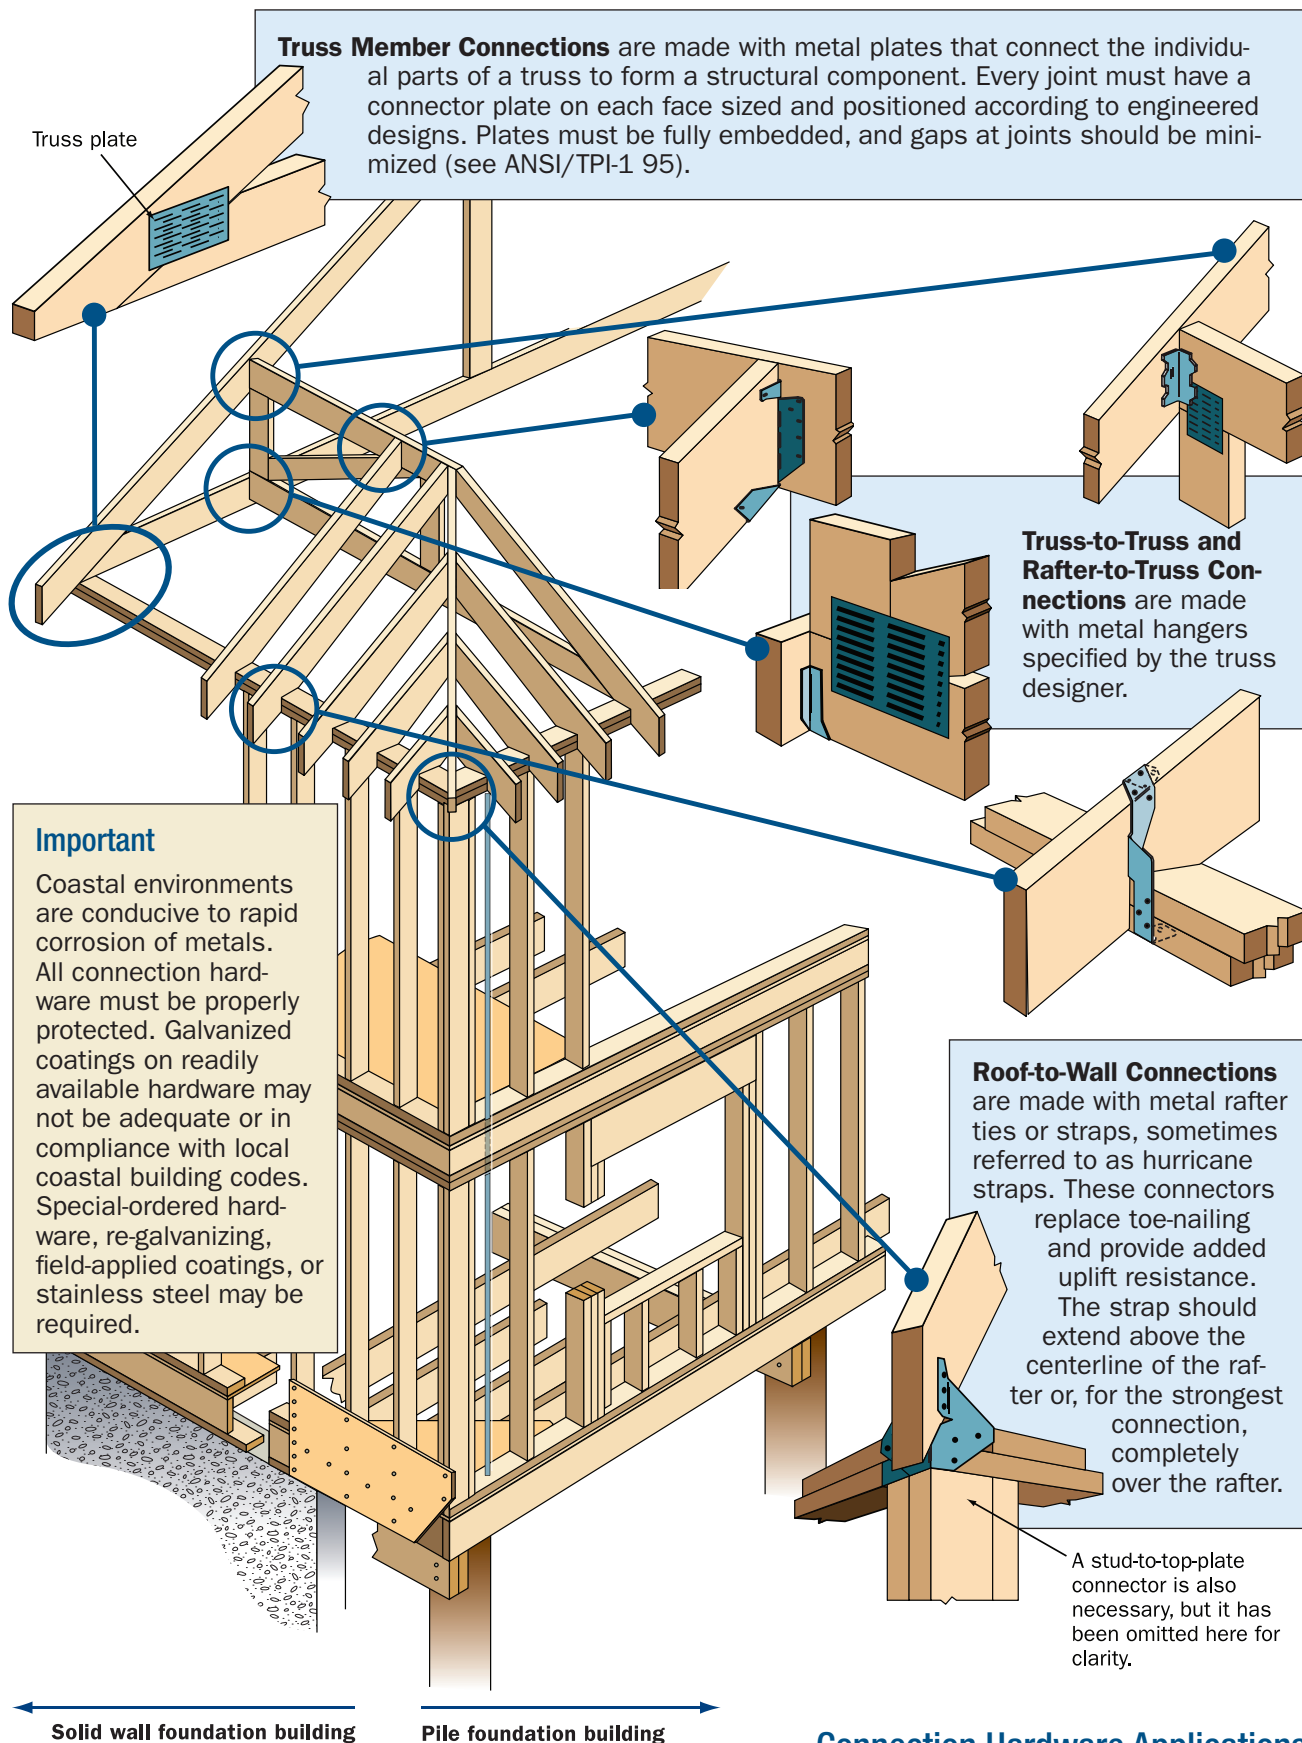 Truss Member Connections are made with metal plates that connect the individu-
al parts of a truss to form a structural component. Every joint must have a
connector plate on each face sized and positioned according to engineered
designs. Plates must be fully embedded, and gaps at joints should be mini-
mized (see ANSI/TPI-1 95).
Truss plate
Truss-to-Truss and
Rafter-to-Truss Con-
nections are made
with metal hangers
specified by the truss
designer.
Important
Coastal environments
are conducive to rapid
corrosion of metals.
All connection hard-
ware must be properly
protected. Galvanized
coatings on readily
available hardware may
not be adequate or in
compliance with local
coastal building codes.
Special-ordered hard-
ware, re-galvanizing,
field-applied coatings, or
stainless steel may be
required.
Roof-to-Wall Connections
are made with metal rafter
ties or straps, sometimes
referred to as hurricane
straps. These connectors
replace toe-nailing
and provide added
uplift resistance.
The strap should
extend above the
centerline of the raf-
ter or, for the strongest
connection,
completely
over the rafter.
A stud-to-top-plate
connector is also
necessary, but it has
been omitted here for
clarity.
Solid wall foundation building
Pile foundation building
Connection Hardware Applications